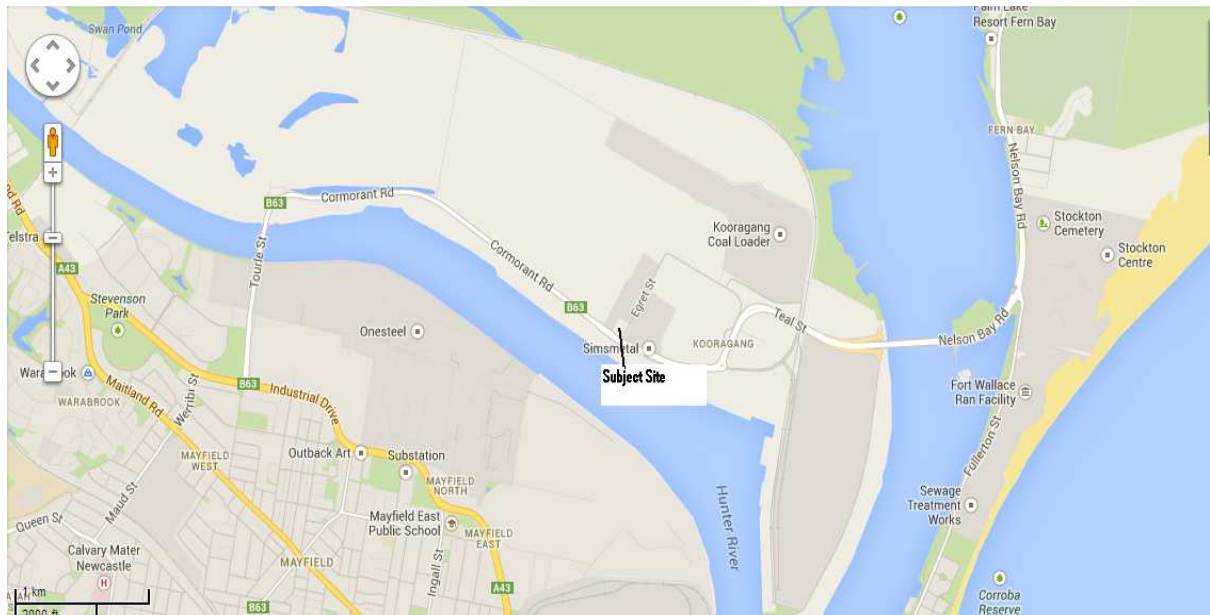 Swan Pond
Palm Lake
Resort Fern Bay
FERN BAY
Nelson Bay Rd
B63
Cormorant Rd
Tourle St
Cormorant Rd
Kooragang
Coal Loader
Stockton
Cemetery
Stockton
Centre
Telstra
A43
Stevenson
Park
Egret St
B63
Onesteel
Teal St
Simsmetal
KOORAGANG
Nelson Bay Rd
Subject Site
Warabrook
WARABROOK
Maitland Rd
B63
Werribi St
Industrial Drive
Fort Wallace
Ran Facility
Fullerton St
Outback Art
Substation
MAYFIELD
WEST
MAYFIELD
NORTH
Maud St
Hunter River
Sewage
Treatment
Works
Queen St
Mayfield East
Public School
MAYFIELD
EAST
Calvary Mater
Newcastle
H
MAYFIELD
Ingall St
A43
B63
Corroba
Reserve
1 km
2000 ft